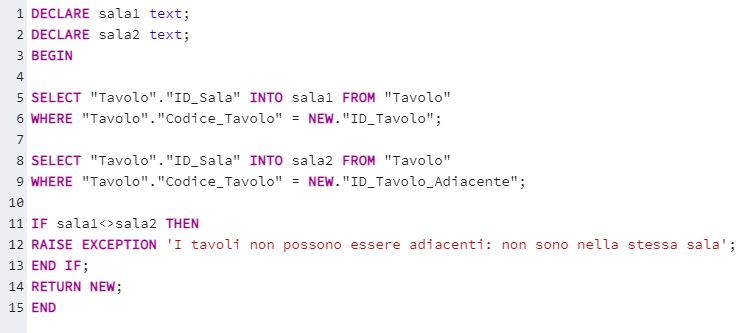 1 DECLARE sala1 text;
2 DECLARE sala2 text;
3 BEGIN
4
5 SELECT "Tavolo"."ID_Sala" INTO sala1 FROM "Tavolo"
6 WHERE "Tavolo"."Codice_Tavolo" = NEW."ID_Tavolo";
7
8 SELECT "Tavolo"."ID_Sala" INTO sala2 FROM "Tavolo"
9 WHERE "Tavolo"."Codice_Tavolo" = NEW."ID_Tavolo_Adiacente";
10
11 IF sala1<>sala2 THEN
12 RAISE EXCEPTION 'I tavoli non possono essere adiacenti: non sono nella stessa sala';
13 END IF;
14 RETURN NEW;
15 END